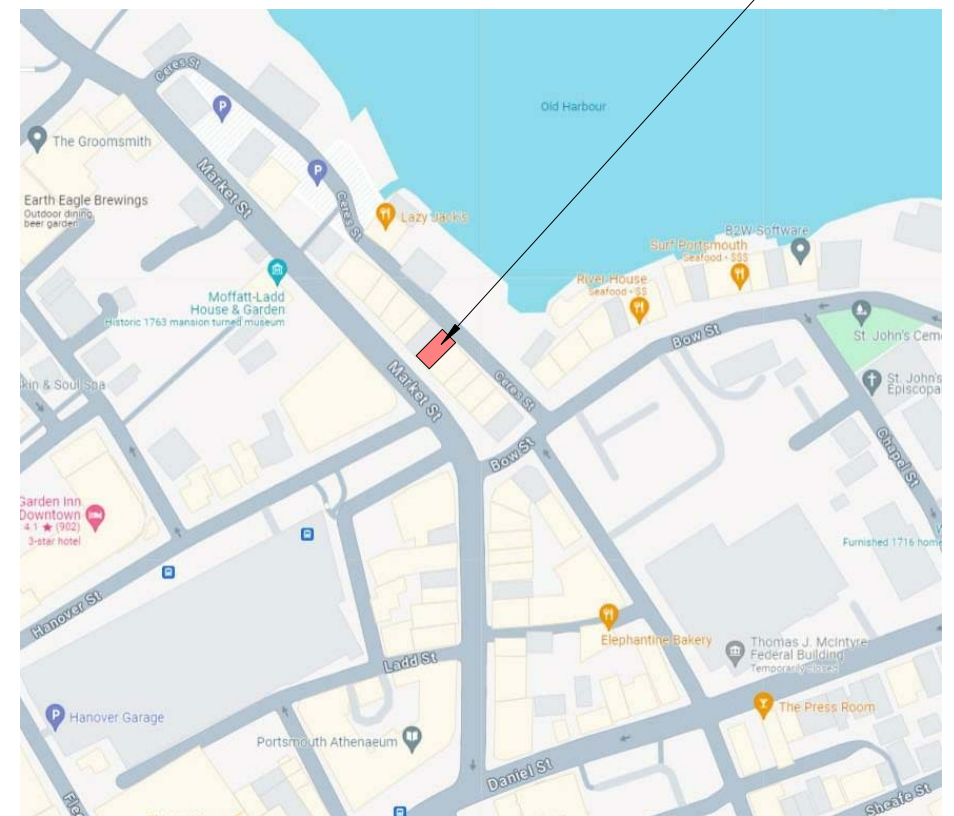 Ceres St
Old Harbour
The Groomsmith
Market St
Earth Eagle Brewings
Outdoor dining,
beer garden
Ceres St
Lazy Jack's
B2W Software
Surf Portsmouth
Seafood • $$$
River House
Seafood • $$
Moffatt-Ladd
House & Garden
Historic 1763 mansion turned museum
Bow St
St. John's Ceme
kin & Soul Spa
Market St
Ceres St
St. John's
Episcopa
Bow St
Chapel St
Garden Inn
Downtown
4.1 ★ (902)
3-star hotel
Furnished 1716 home
Hanover St
Elephantine Bakery
Thomas J. McIntyre
Federal Building
Temporarily closed
Ladd St
The Press Room
Hanover Garage
Portsmouth Athenaeum
Daniel St
Sheafe St
Flee